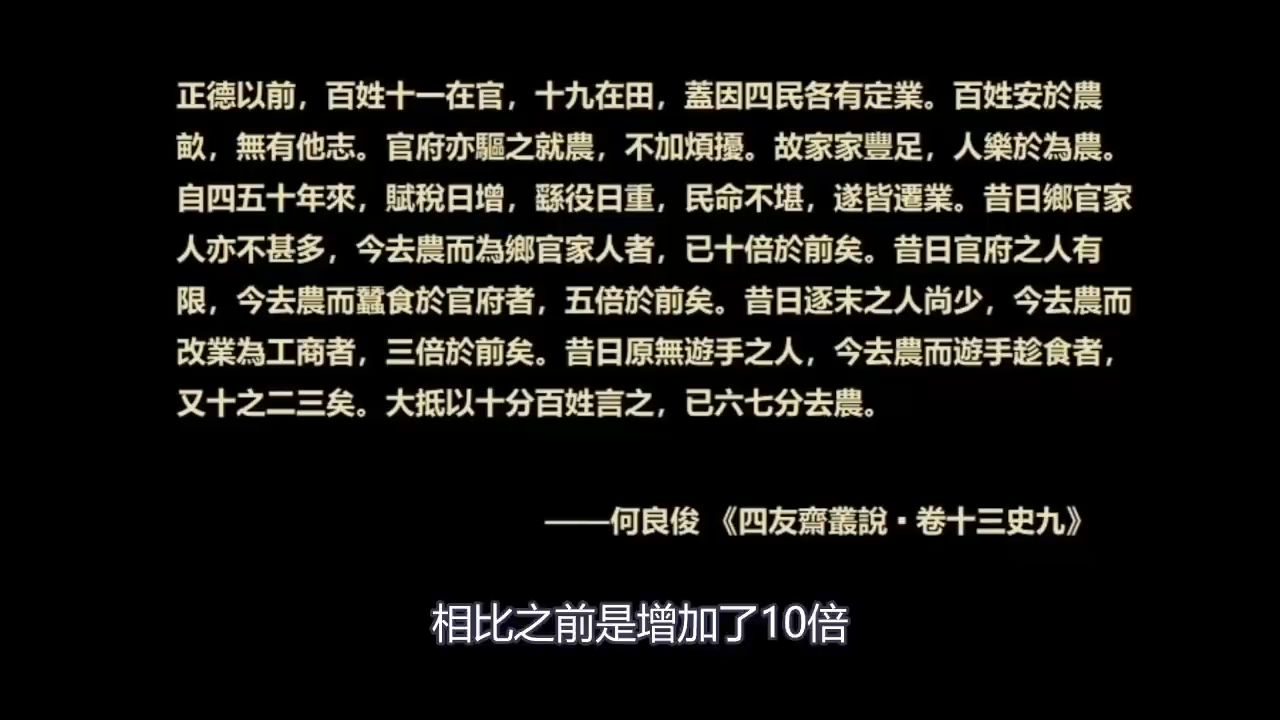 正德以前，百姓十一在官，十九在田，蓋因四民各有定業。百姓安於農
畝，無有他志。官府亦驅之就農，不加煩擾。故家家豐足，人樂於為農。
自四五十年來，賦稅日增，繇役日重，民命不堪，遂皆遷業。昔日鄉官家
人亦不甚多，今去農而為鄉官家人者，已十倍於前矣。昔日官府之人有
限，今去農而蠶食於官府者，五倍於前矣。昔日逐末之人尚少，今去農而
改業為工商者，三倍於前矣。昔日原無遊手之人，今去農而遊手趁食者，
又十之二三矣。大抵以十分百姓言之，已六七分去農。
——何良俊 《四友齋叢說▪卷十三史九》
相比之前是增加了10倍